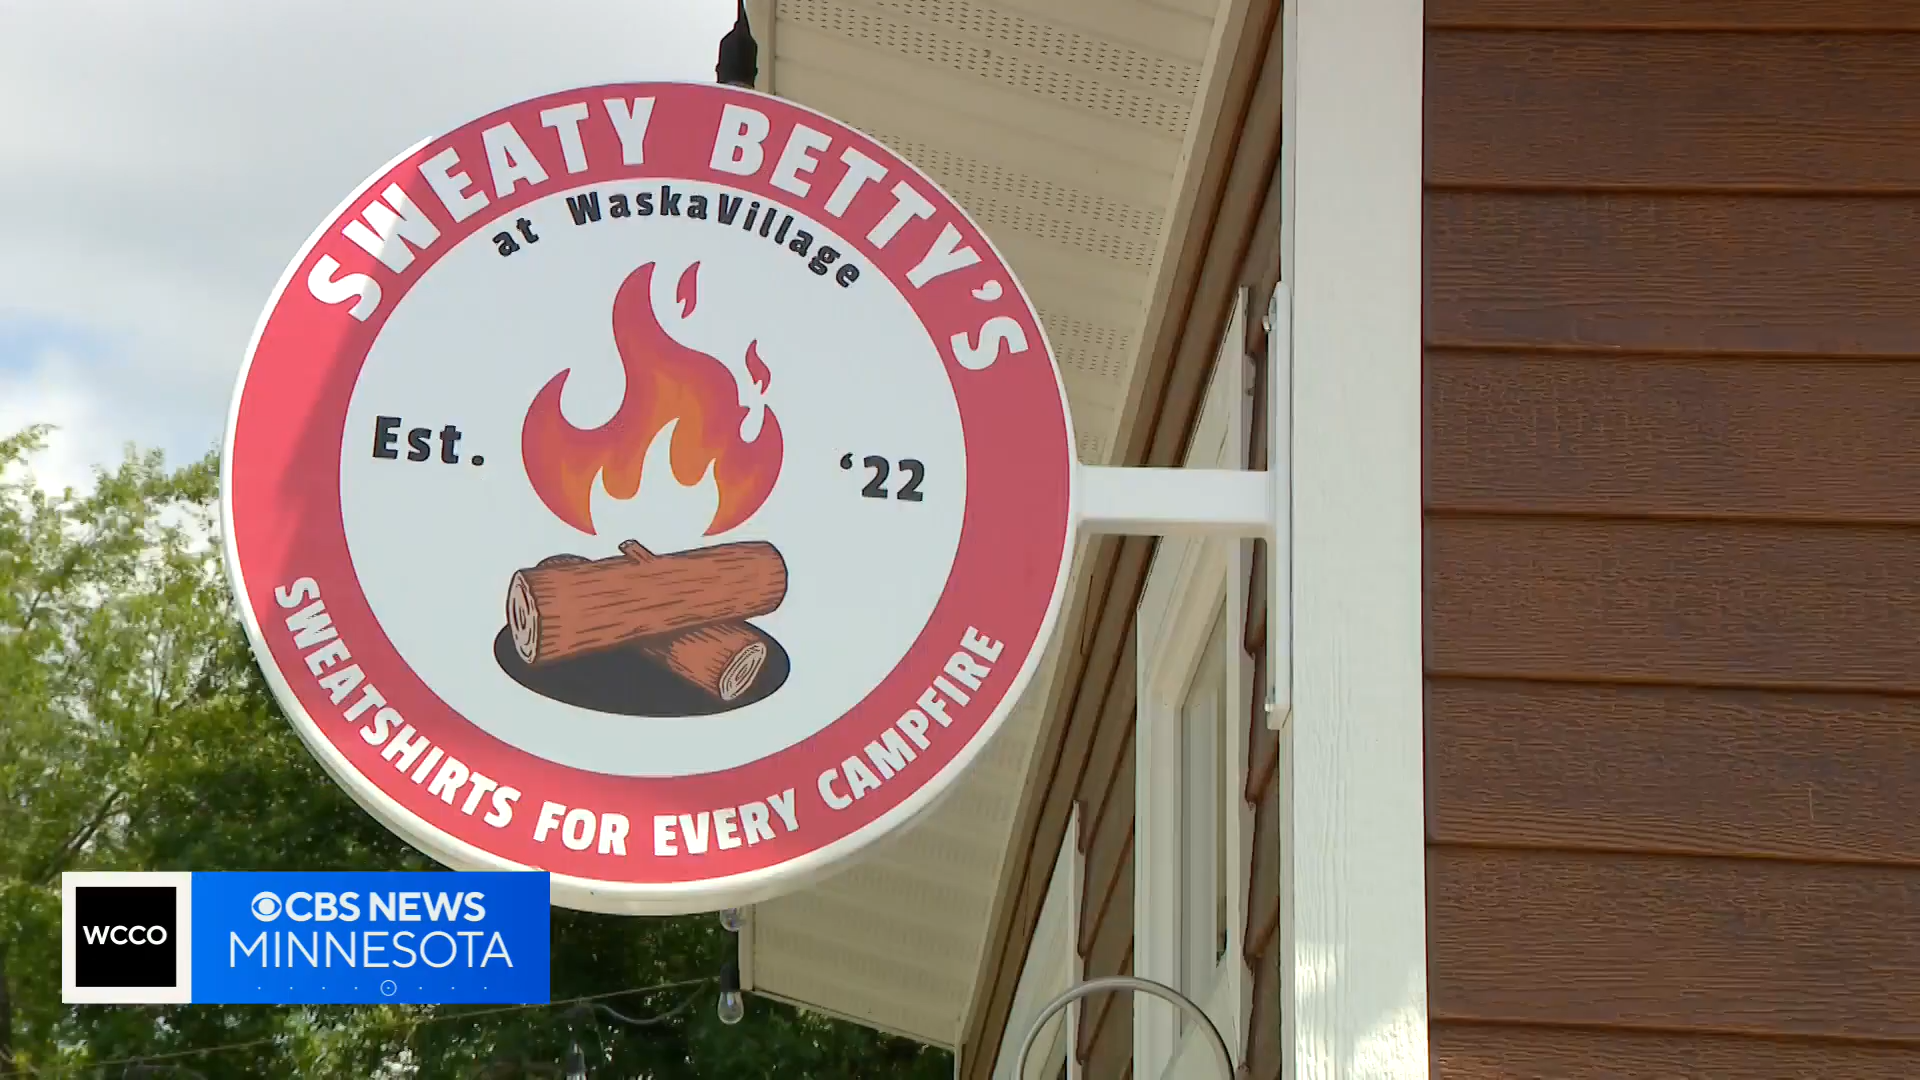 SWEATY BETTY'S
at WaskaVillage
Est. '22
SWEATSHIRTS FOR EVERY CAMPFIRE
WCCO
CBS NEWS
MINNESOTA